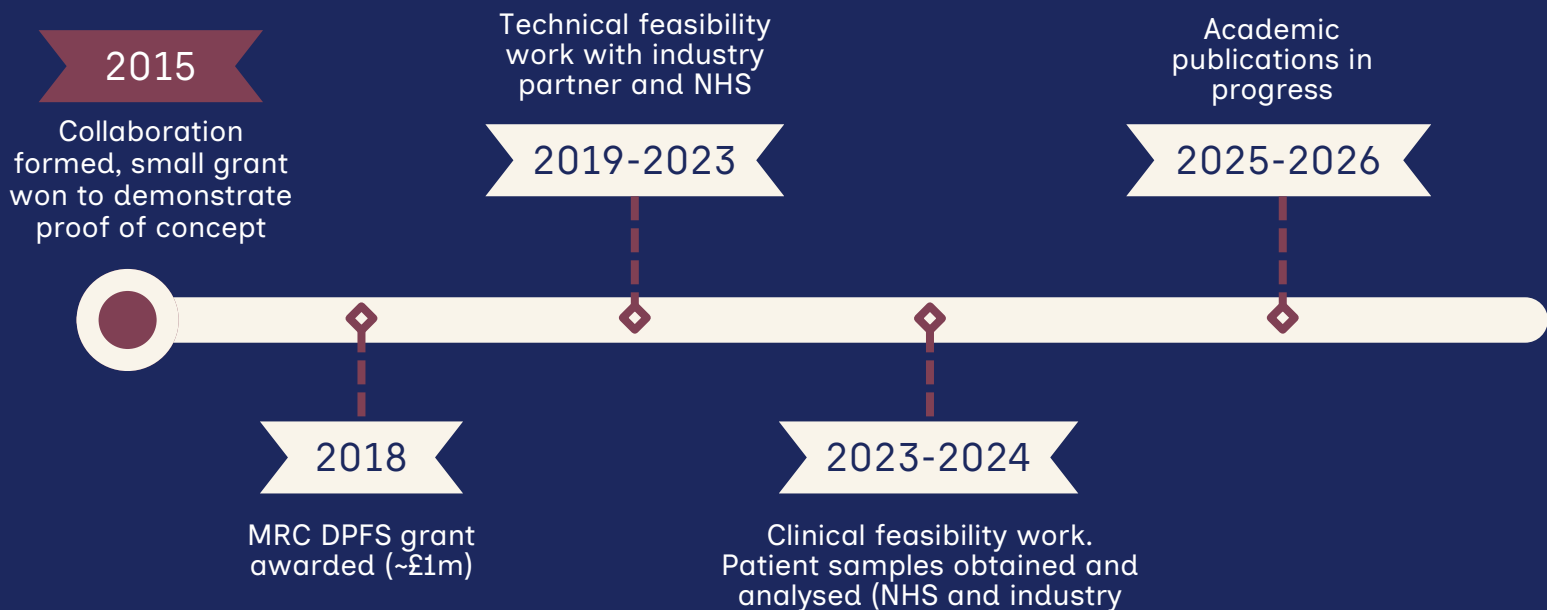 2015
Collaboration
formed, small grant
won to demonstrate
proof of concept
2018
MRC DPFS grant
awarded (~£1m)
Technical feasibility
work with industry
partner and NHS
2019-2023
2023-2024
Clinical feasibility work.
Patient samples obtained and
analysed (NHS and industry
Academic
publications in
progress
2025-2026